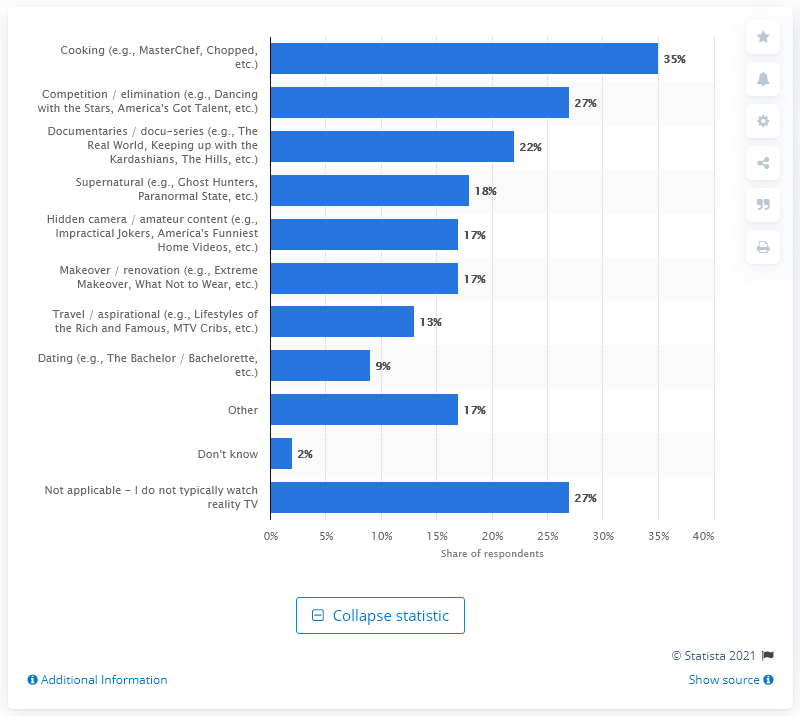 Cooking (e.g., MasterChef, Chopped,
etc.)
35%
Competition / elimination (e.g., Dancing
with the Stars, America's Got Talent, etc.)
27%
Documentaries / docu-series (e.g., The
Real World, Keeping up with the
Kardashians, The Hills, etc.)
22%
Supernatural (e.g., Ghost Hunters,
Paranormal State, etc.)
18%
Hidden camera / amateur content (e.g.,
Impractical Jokers, America's Funniest
Home Videos, etc.)
17%
Makeover / renovation (e.g., Extreme
Makeover, What Not to Wear, etc.)
17%
Travel / aspirational (e.g., Lifestyles of
the Rich and Famous, MTV Cribs, etc.)
13%
Dating (e.g., The Bachelor / Bachelorette,
etc.)
9%
Other
17%
Don't know
2%
Not applicable - I do not typically watch
reality TV
27%
0% 5% 10% 15% 20% 25% 30% 35% 40%
Share of respondents
Collapse statistic
© Statista 2021
Additional Information
Show source